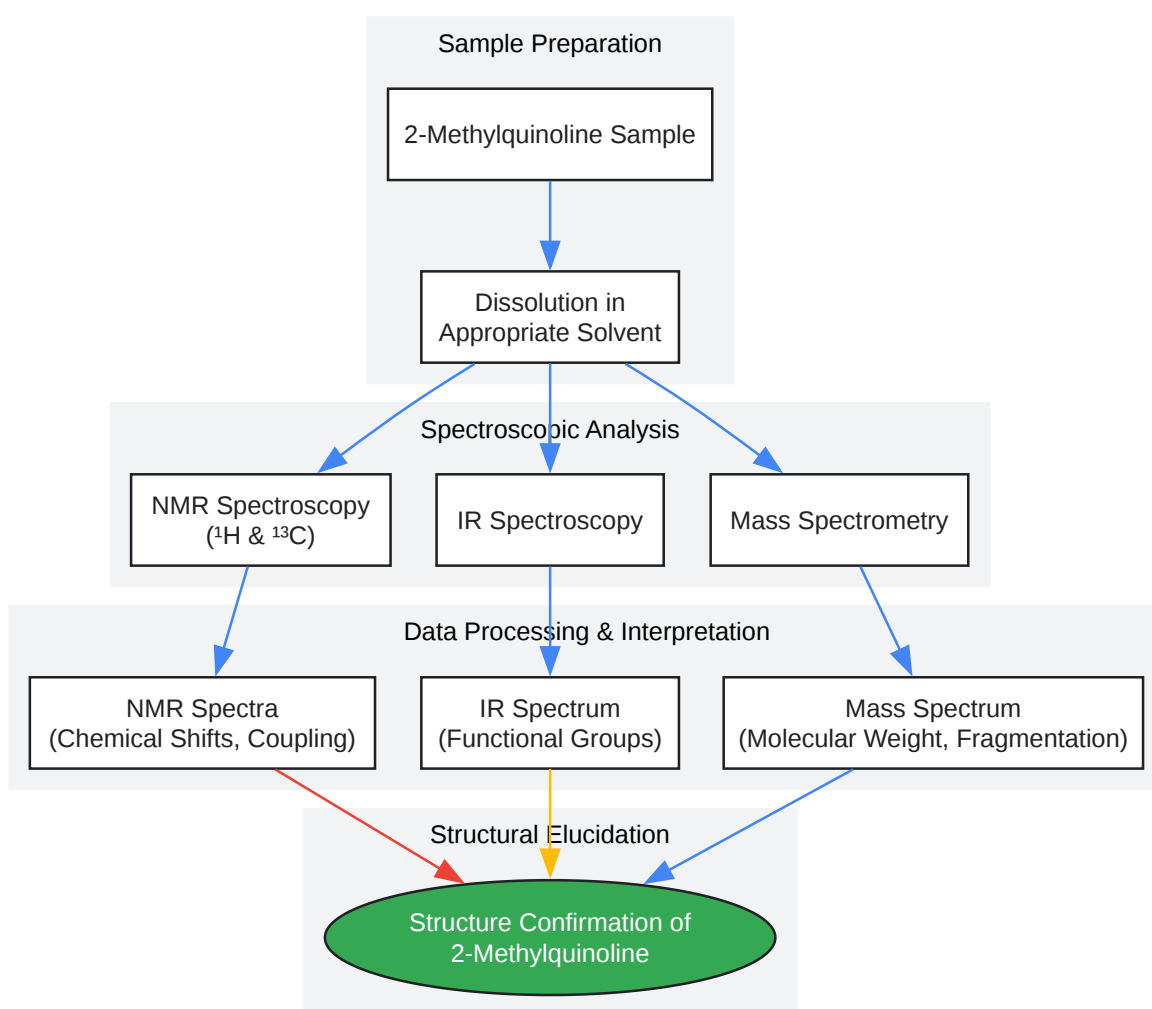 Sample Preparation
2-Methylquinoline Sample
Dissolution in
Appropriate Solvent
Spectroscopic Analysis
NMR Spectroscopy
(¹H & ¹³C)
IR Spectroscopy
Mass Spectrometry
Data Processing & Interpretation
NMR Spectra
(Chemical Shifts, Coupling)
IR Spectrum
(Functional Groups)
Mass Spectrum
(Molecular Weight, Fragmentation)
Structural Elucidation
Structure Confirmation of
2-Methylquinoline